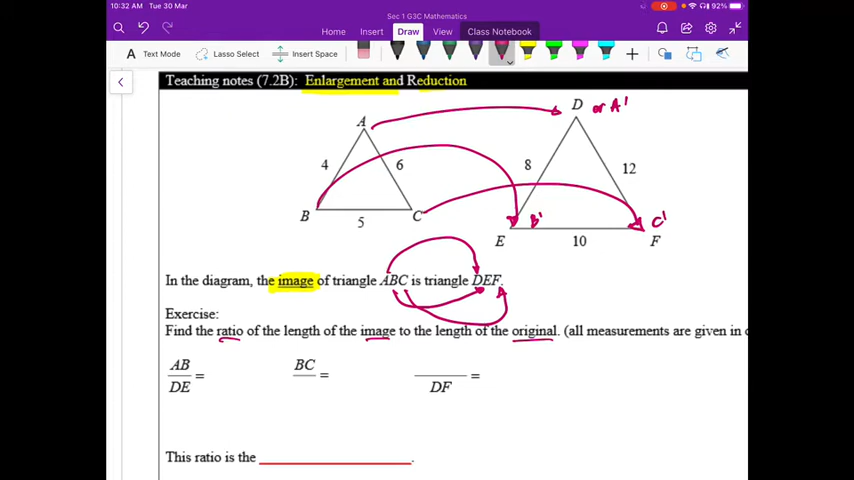 10:32 AM Tue 30 Mar
Sec 1 G3C Mathematics
92%
Home Insert Draw View Class Notebook
A Text Mode Lasso Select Insert Space
Teaching notes (7.2B): Enlargement and Reduction
A
D or A'
4 6
8 12
B C
5
B' C'
E F
10
In the diagram, the image of triangle ABC is triangle DEF.
Exercise:
Find the ratio of the length of the image to the length of the original. (all measurements are given in c
AB BC
= = =
DE DF
This ratio is the ____________________.